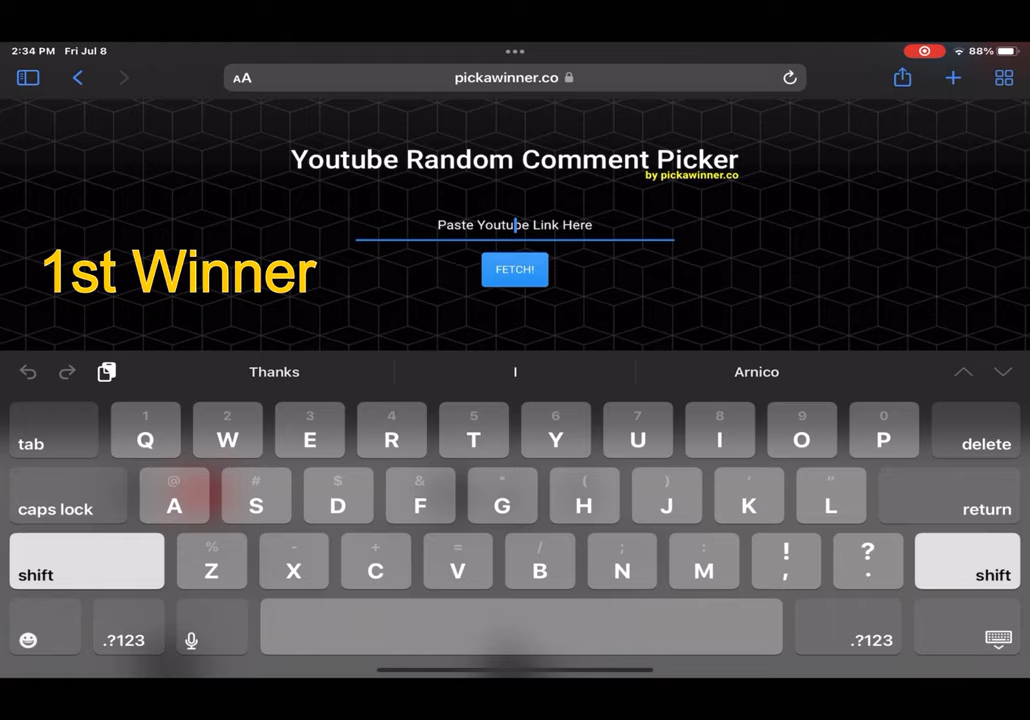 2:34 PM Fri Jul 8
88%
AA
pickawinner.co
Youtube Random Comment Picker
by pickawinner.co
Paste Youtube Link Here
FETCH!
1st Winner
Thanks I Arnico
1 2 3 4 5 6 7 8 9 0
tab Q W E R T Y U I O P delete
@ # $ & * ( ) ' "
caps lock A S D F G H J K L return
% - + = / ; : ! ?
shift Z X C V B N M , . shift
.?123 .?123